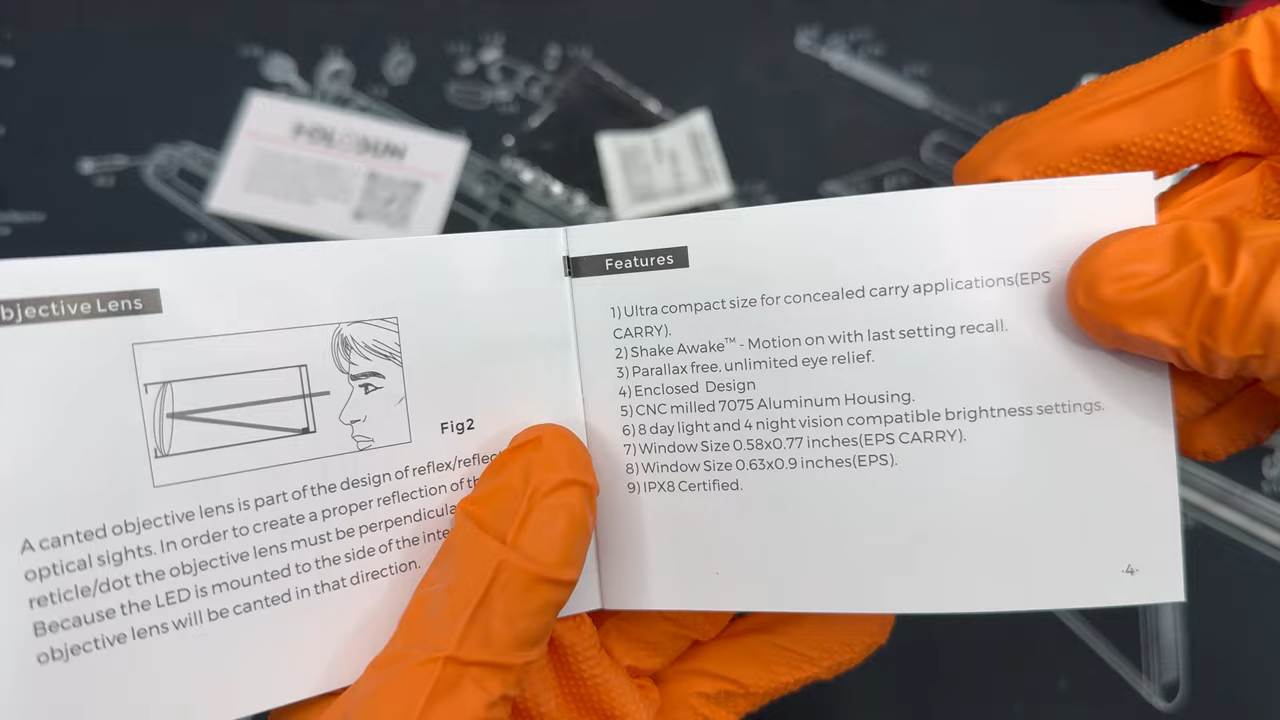 HOLOSUN
bjective Lens
Fig2
A canted objective lens is part of the design of reflex/reflec
optical sights. In order to create a proper reflection of th
reticle/dot the objective lens must be perpendicula
Because the LED is mounted to the side of the inte
objective lens will be canted in that direction.
Features
1) Ultra compact size for concealed carry applications(EPS
CARRY).
2) Shake Awake™ - Motion on with last setting recall.
3) Parallax free, unlimited eye relief.
4) Enclosed Design
5) CNC milled 7075 Aluminum Housing.
6) 8 day light and 4 night vision compatible brightness settings.
7) Window Size 0.58x0.77 inches(EPS CARRY).
8) Window Size 0.63x0.9 inches(EPS).
9) IPX8 Certified.
·4·